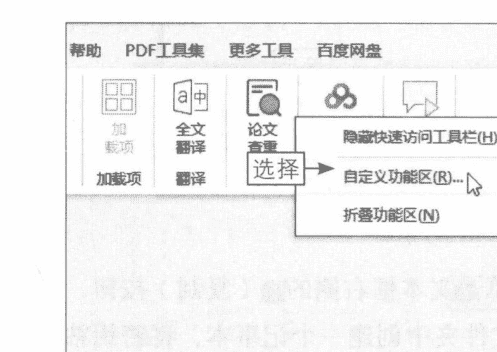 帮助 PDF工具集 更多工具 百度网盘
加载项
全文翻译
论文查重
加载项 翻译
选择
隐藏快速访问工具栏(H)
自定义功能区(R)...
折叠功能区(N)